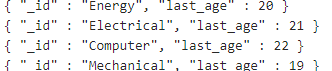 { "_id" : "Energy", "last_age" : 20 }
{ "_id" : "Electrical", "last_age" : 21 }
{ "_id" : "Computer", "last_age" : 22 }
{ "_id" : "Mechanical", "last_age" : 19 }